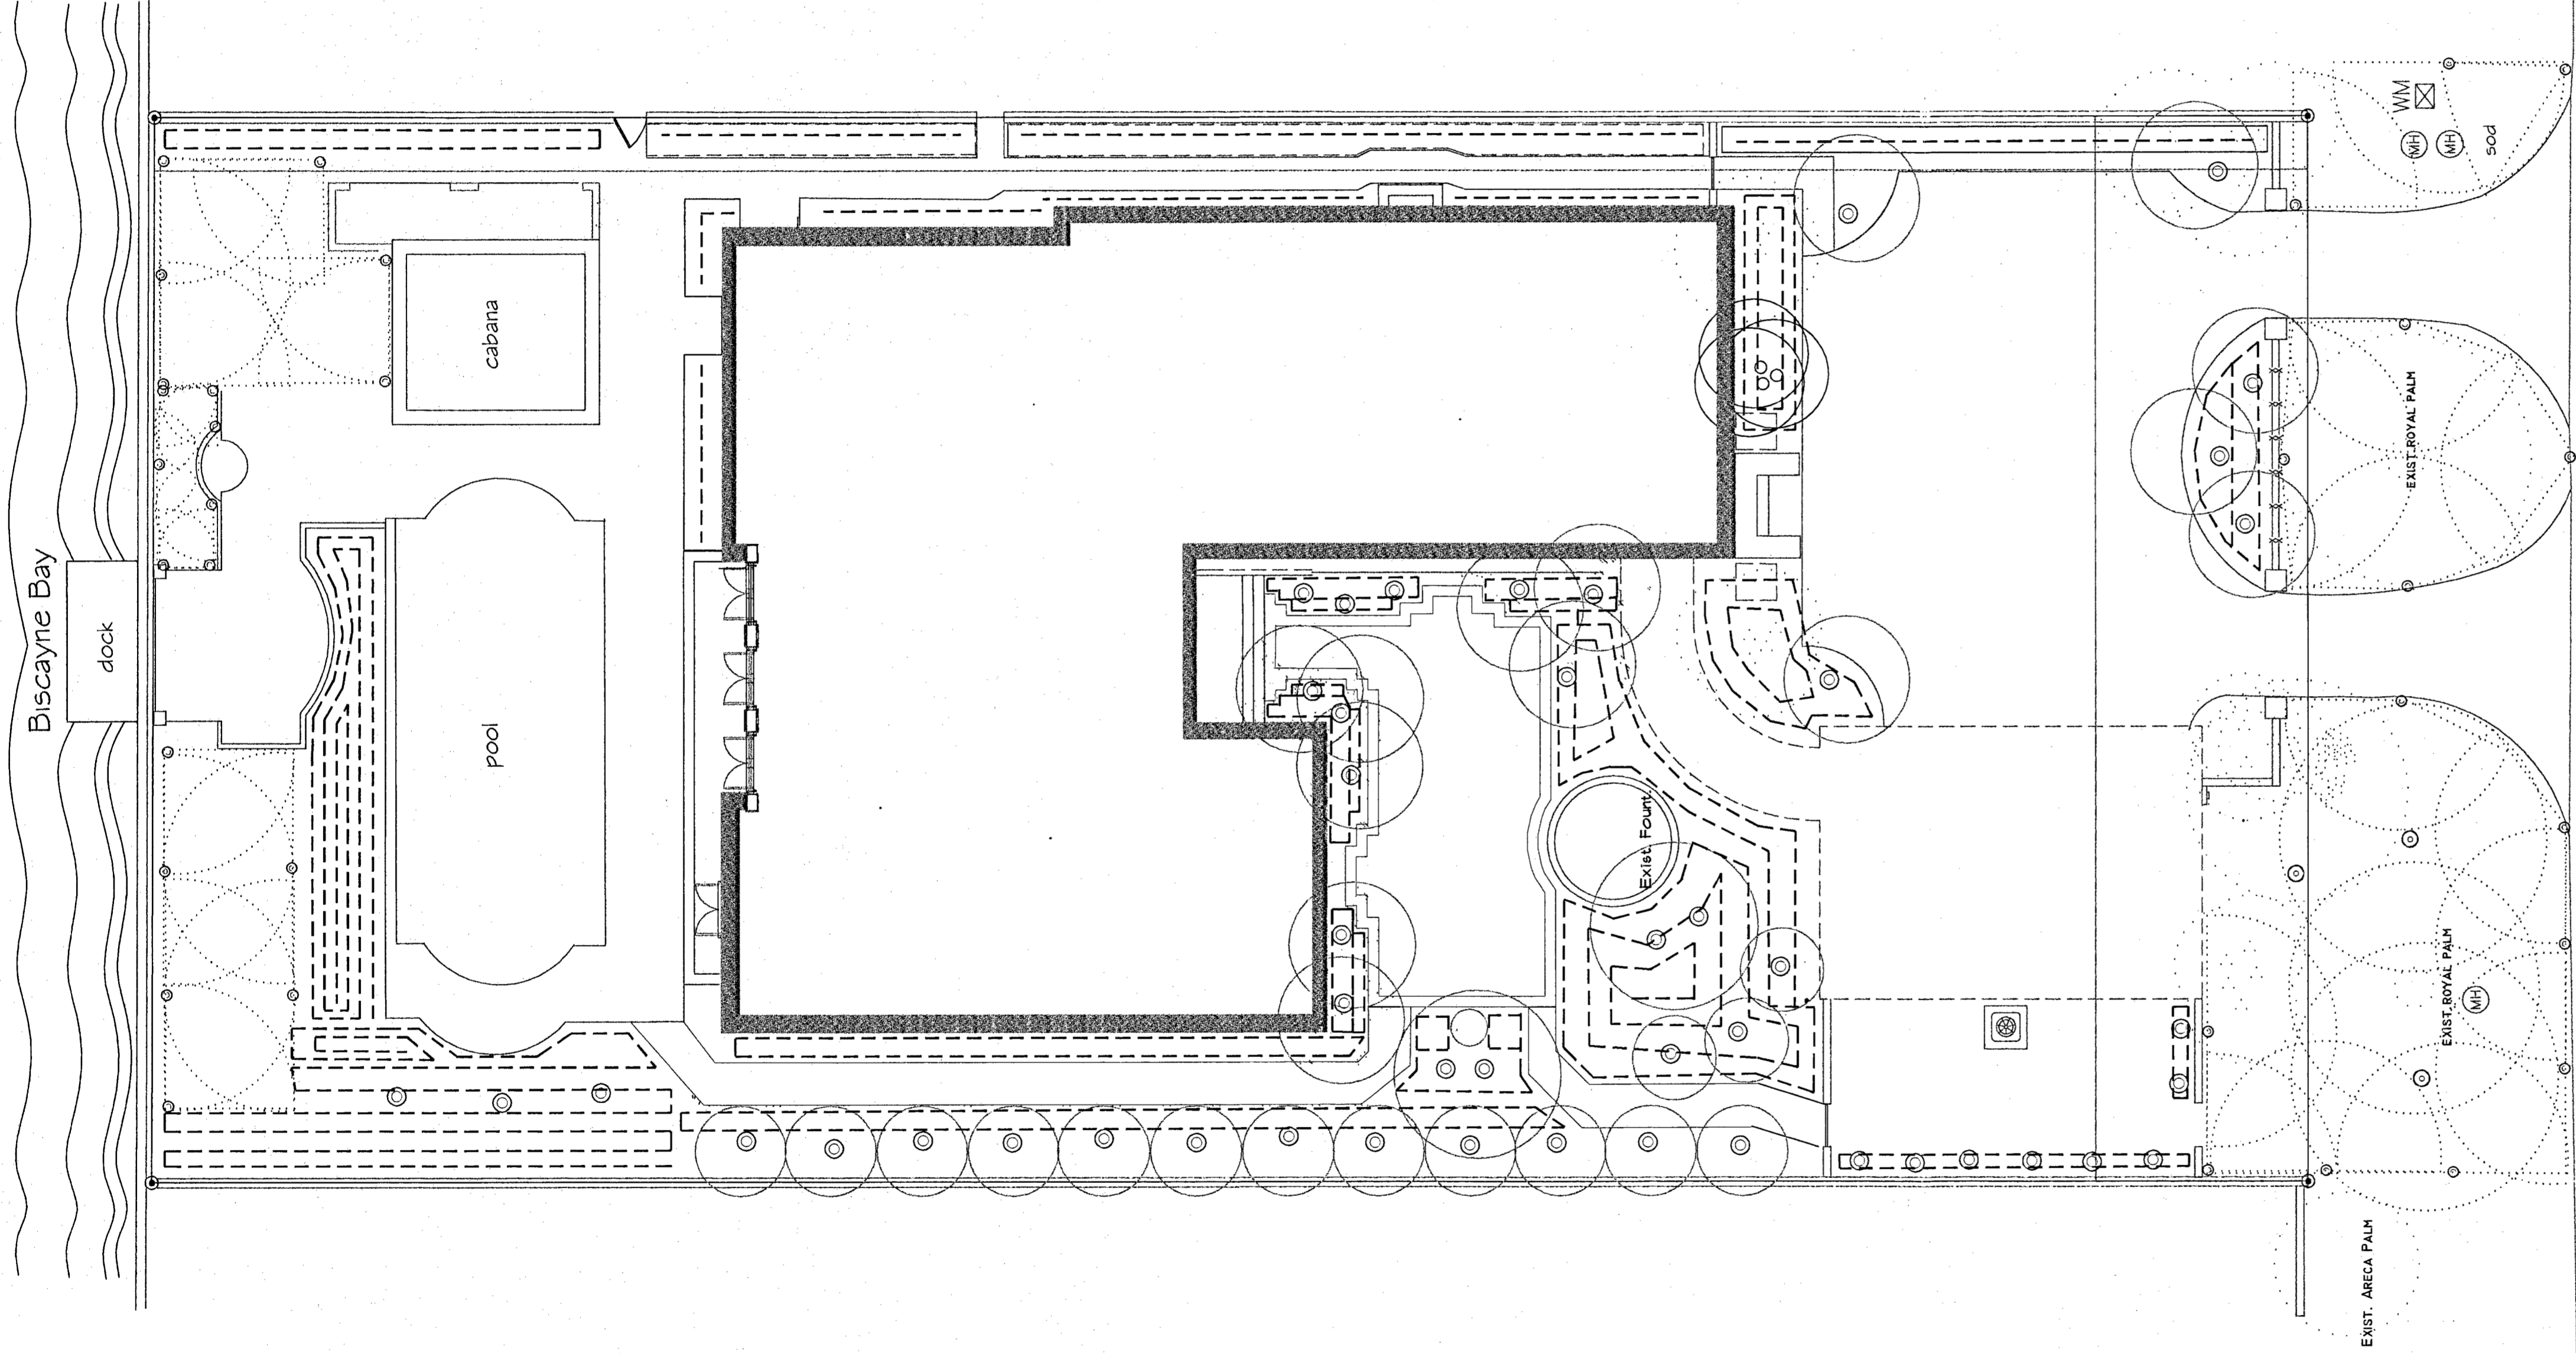 Biscayne Bay
dock
cabana
pool
Exist. Fount.
WM
MH
MH
sod
EXIST. ROYAL PALM
EXIST. ROYAL PALM
MH
EXIST. ARECA PALM